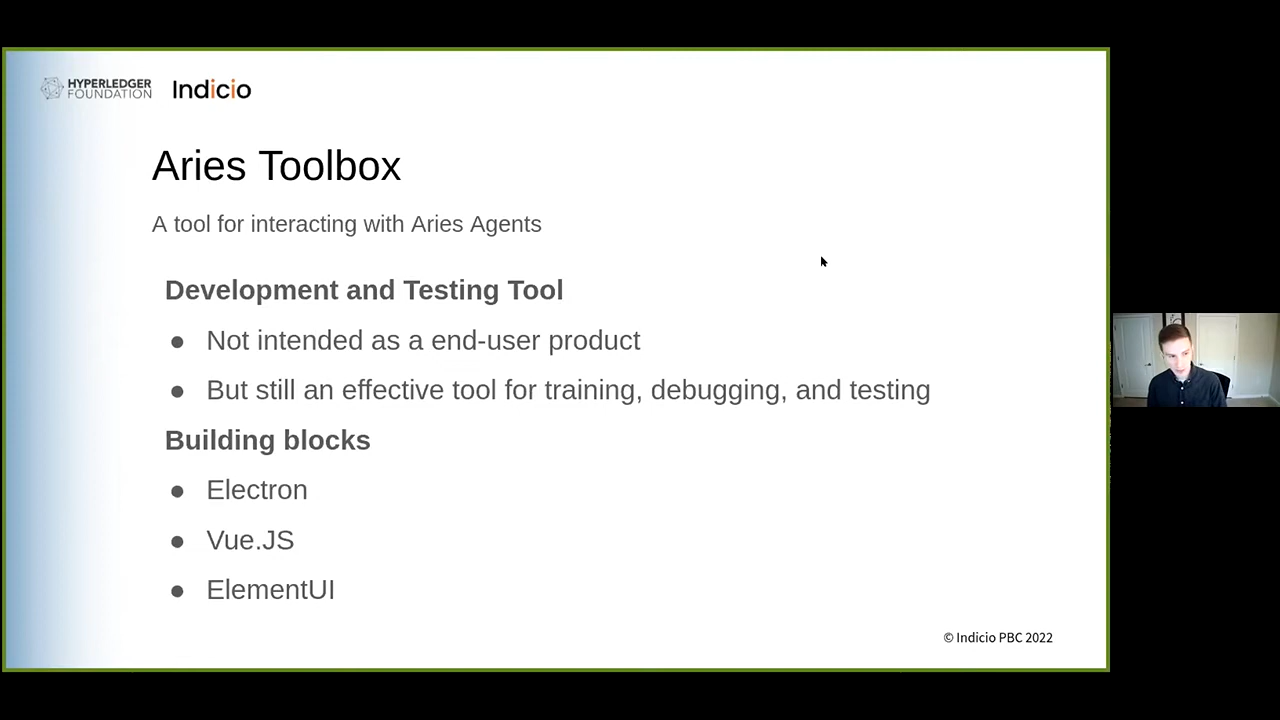 HYPERLEDGER
FOUNDATION
Indicio
Aries Toolbox
A tool for interacting with Aries Agents
Development and Testing Tool
● Not intended as a end-user product
● But still an effective tool for training, debugging, and testing
Building blocks
● Electron
● Vue.JS
● ElementUI
© Indicio PBC 2022